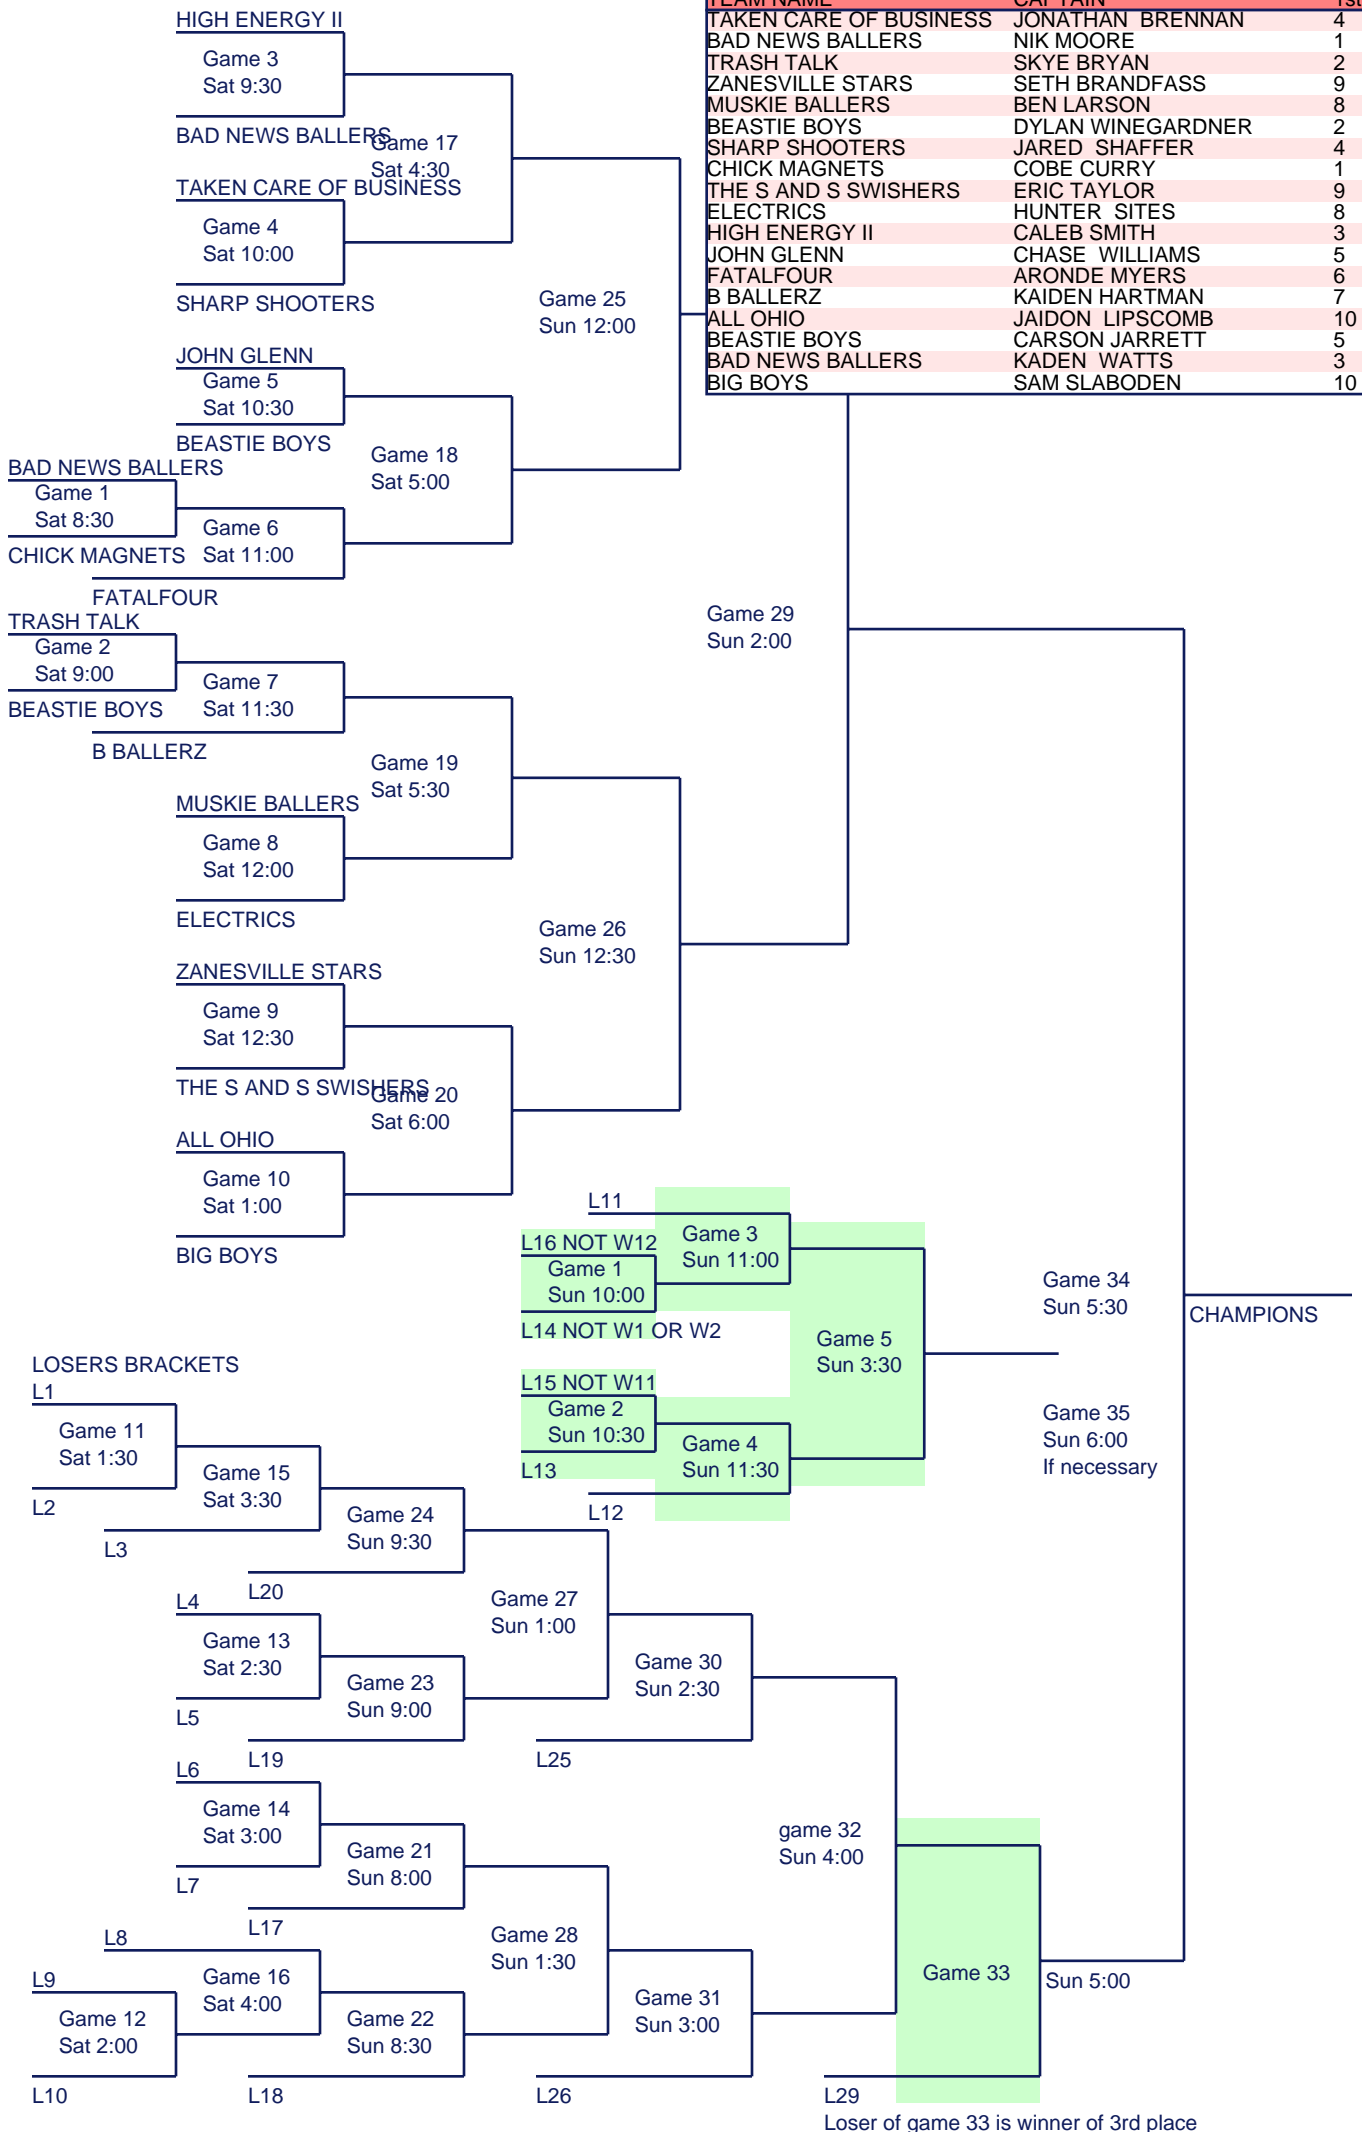 TEAM NAME CAPTAIN 1st
TAKEN CARE OF BUSINESS JONATHAN BRENNAN 4
BAD NEWS BALLERS NIK MOORE 1
TRASH TALK SKYE BRYAN 2
ZANESVILLE STARS SETH BRANDFASS 9
MUSKIE BALLERS BEN LARSON 8
BEASTIE BOYS DYLAN WINEGARDNER 2
SHARP SHOOTERS JARED SHAFFER 4
CHICK MAGNETS COBE CURRY 1
THE S AND S SWISHERS ERIC TAYLOR 9
ELECTRICS HUNTER SITES 8
HIGH ENERGY II CALEB SMITH 3
JOHN GLENN CHASE WILLIAMS 5
FATALFOUR ARONDE MYERS 6
B BALLERZ KAIDEN HARTMAN 7
ALL OHIO JAIDON LIPSCOMB 10
BEASTIE BOYS CARSON JARRETT 5
BAD NEWS BALLERS KADEN WATTS 3
BIG BOYS SAM SLABODEN 10
HIGH ENERGY II
Game 3
Sat 9:30
BAD NEWS BALLERS
Game 17
Sat 4:30
TAKEN CARE OF BUSINESS
Game 4
Sat 10:00
SHARP SHOOTERS
Game 25
Sun 12:00
JOHN GLENN
Game 5
Sat 10:30
BEASTIE BOYS
Game 18
Sat 5:00
BAD NEWS BALLERS
Game 1
Sat 8:30
CHICK MAGNETS
Game 6
Sat 11:00
FATALFOUR
Game 29
Sun 2:00
TRASH TALK
Game 2
Sat 9:00
BEASTIE BOYS
Game 7
Sat 11:30
B BALLERZ
Game 19
Sat 5:30
MUSKIE BALLERS
Game 8
Sat 12:00
ELECTRICS
Game 26
Sun 12:30
ZANESVILLE STARS
Game 9
Sat 12:30
THE S AND S SWISHERS
Game 20
Sat 6:00
ALL OHIO
Game 10
Sat 1:00
BIG BOYS
L11
Game 3
Sun 11:00
L16 NOT W12
Game 1
Sun 10:00
L14 NOT W1 OR W2
Game 5
Sun 3:30
L15 NOT W11
Game 2
Sun 10:30
L13
Game 4
Sun 11:30
L12
Game 34
Sun 5:30
CHAMPIONS
Game 35
Sun 6:00
If necessary
LOSERS BRACKETS
L1
Game 11
Sat 1:30
L2
Game 15
Sat 3:30
L3
Game 24
Sun 9:30
L20
Game 27
Sun 1:00
L4
Game 13
Sat 2:30
L5
Game 23
Sun 9:00
L19
Game 30
Sun 2:30
L25
L6
Game 14
Sat 3:00
L7
Game 21
Sun 8:00
L17
game 32
Sun 4:00
L8
Game 28
Sun 1:30
L9
Game 16
Sat 4:00
Game 12
Sat 2:00
L10
Game 22
Sun 8:30
L18
Game 31
Sun 3:00
L26
Game 33
Sun 5:00
L29
Loser of game 33 is winner of 3rd place